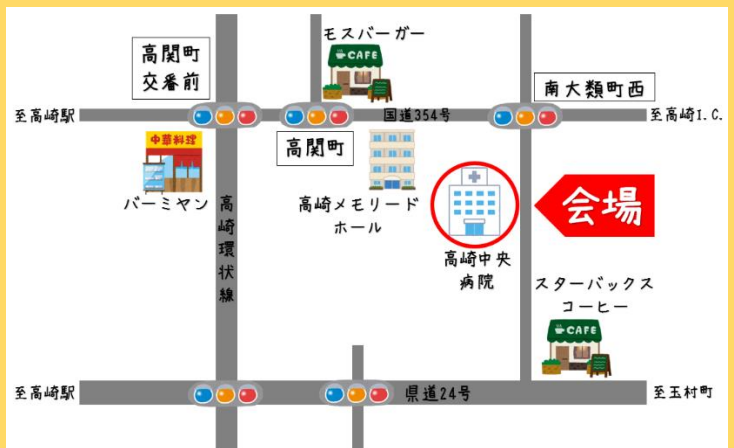 モスバーガー
CAFE
高関町
交番前
南大類町西
至高崎駅
国道354号
至高崎I.C.
中華料理
高関町
バーミヤン
高崎環状線
高崎メモリード
ホール
会場
高崎中央
病院
スターバックス
コーヒー
CAFE
至高崎駅
県道24号
至玉村町